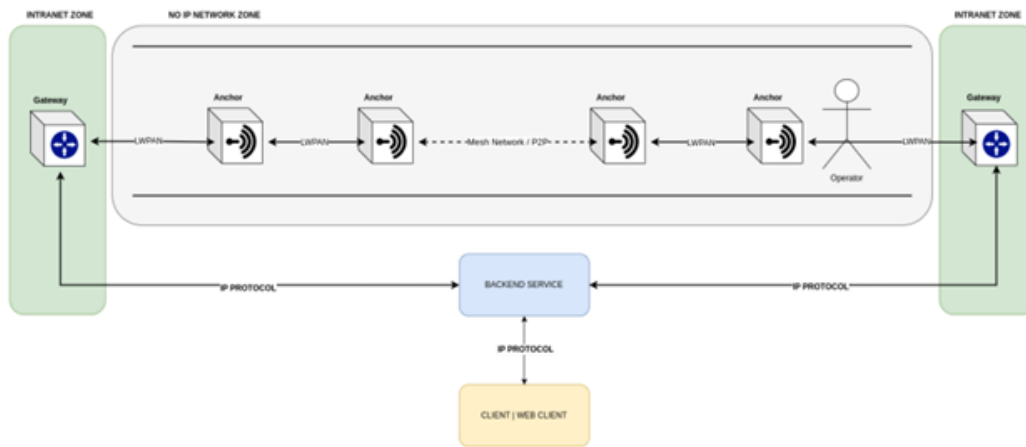 INTRANET ZONE
NO IP NETWORK ZONE
INTRANET ZONE
Gateway
Anchor
Anchor
Anchor
Anchor
Gateway
LWPAN
LWPAN
Mesh Network / P2P
LWPAN
LWPAN
Operator
BACKEND SERVICE
IP PROTOCOL
IP PROTOCOL
IP PROTOCOL
CLIENT | WEB CLIENT